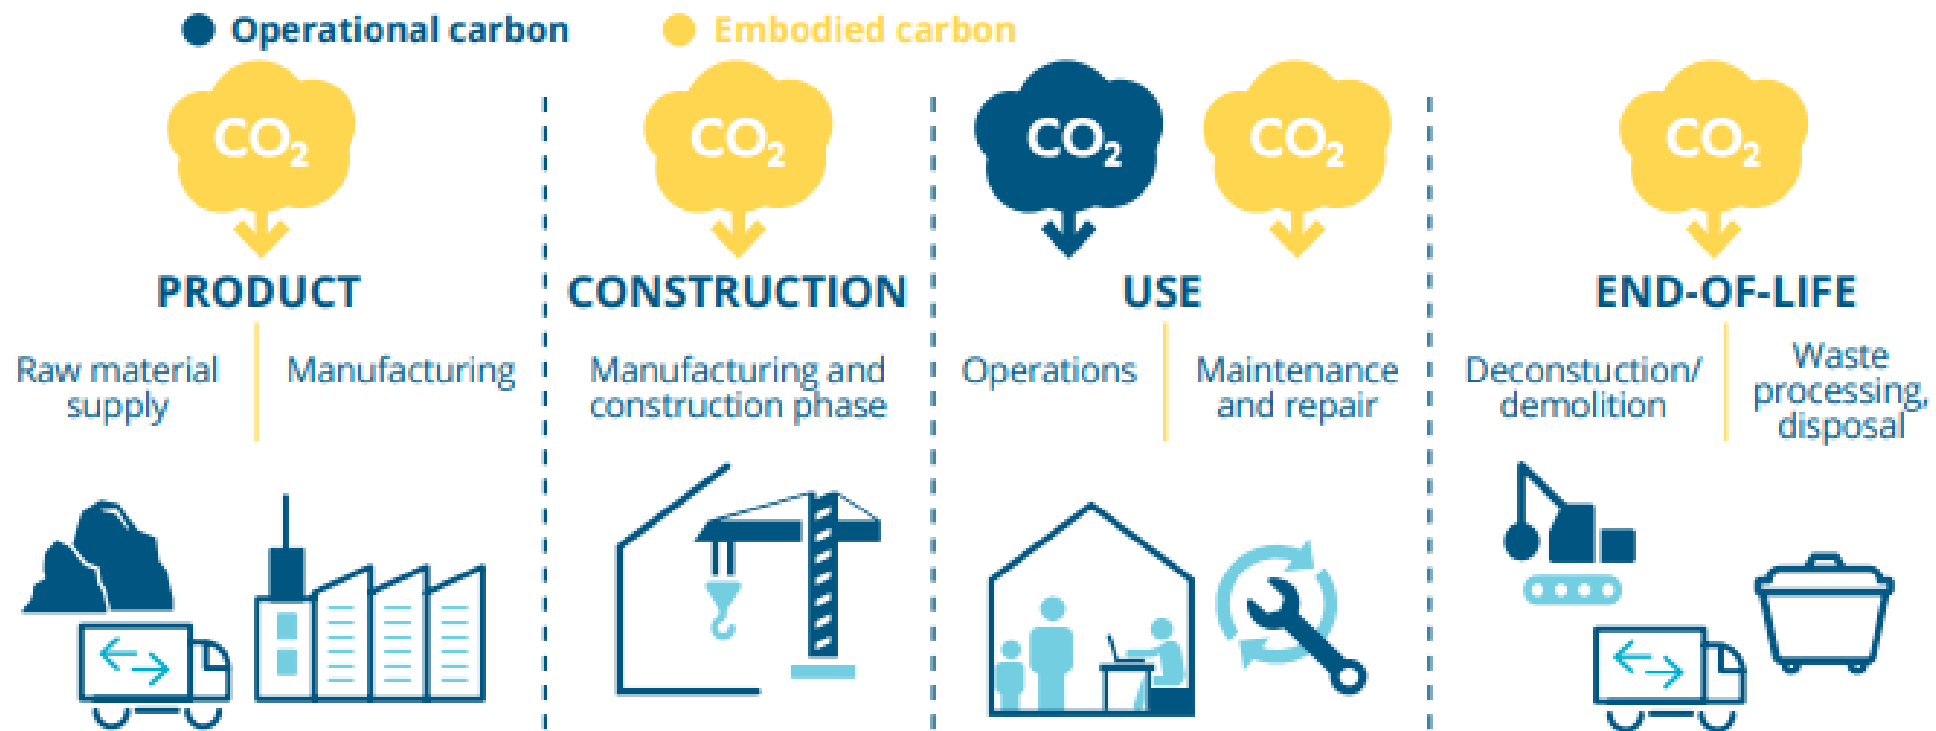 Operational carbon
Embodied carbon
CO₂
CO₂
CO₂
CO₂
CO₂
PRODUCT
CONSTRUCTION
USE
END-OF-LIFE
Raw material
supply
Manufacturing
Manufacturing and
construction phase
Operations
Maintenance
and repair
Deconstuction/
demolition
Waste
processing,
disposal